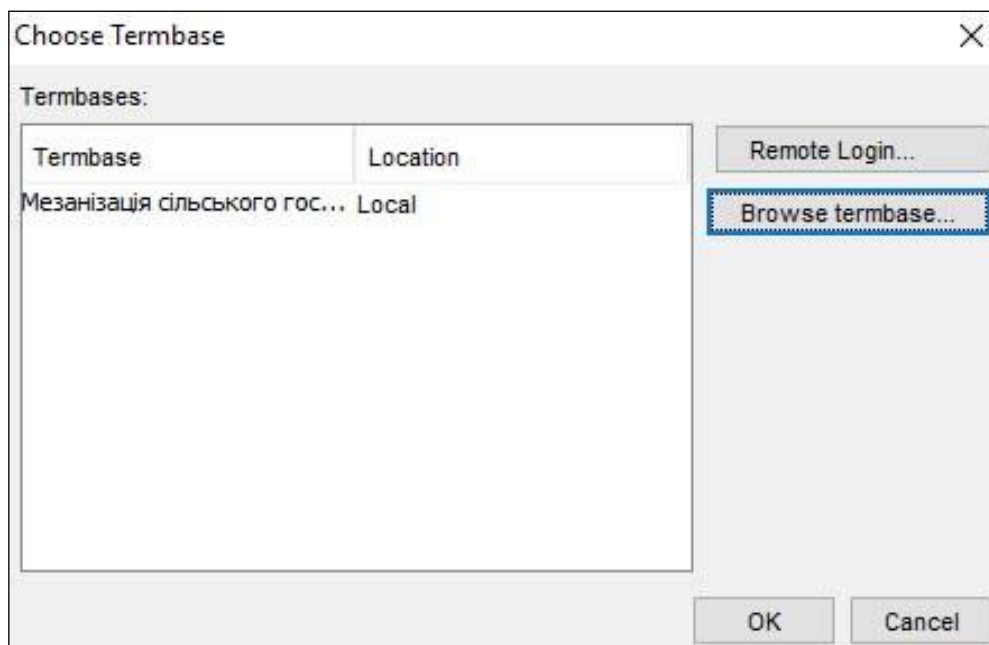 Choose Termbase
Termbases:
Termbase Location
Мезанізація сільського гос... Local
Remote Login...
Browse termbase...
OK Cancel